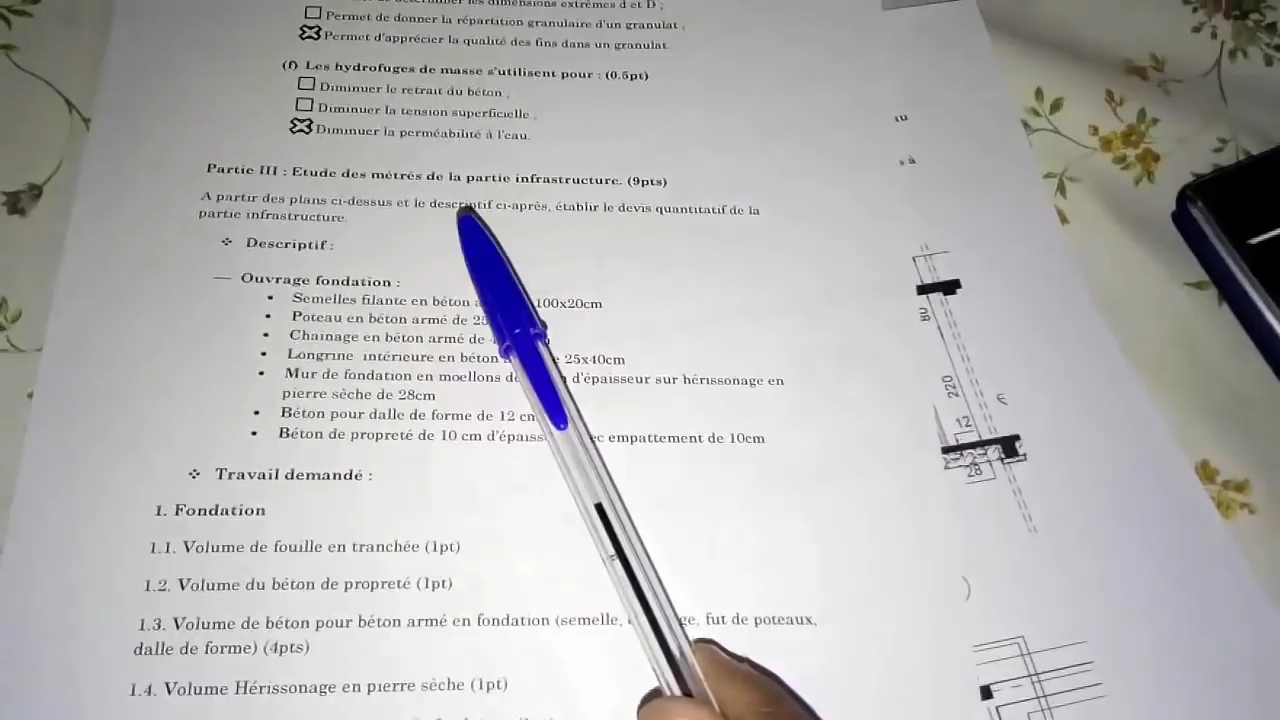 les dimensions extrêmes d et D ;
Permet de donner la répartition granulaire d'un granulat ;
Permet d'apprécier la qualité des fins dans un granulat.
(f) Les hydrofuges de masse s'utilisent pour : (0.5pt)
Diminuer le retrait du béton ;
Diminuer la tension superficielle ;
Diminuer la perméabilité à l'eau.
Partie III : Etude des métrés de la partie infrastructure. (9pts)
A partir des plans ci-dessus et le descriptif ci-après, établir le devis quantitatif de la
partie infrastructure.
❖ Descriptif :
— Ouvrage fondation :
• Semelles filante en béton 100x20cm
• Poteau en béton armé de
• Chainage en béton armé de
• Longrine intérieure en béton 25x40cm
• Mur de fondation en moellons d'épaisseur sur hérissonage en
pierre sèche de 28cm
• Béton pour dalle de forme de 12
• Béton de propreté de 10 cm empattement de 10cm
❖ Travail demandé :
1. Fondation
1.1. Volume de fouille en tranchée (1pt)
1.2. Volume du béton de propreté (1pt)
1.3. Volume de béton pour béton armé en fondation (semelle, fut de poteaux,
dalle de forme) (4pts)
1.4. Volume Hérissonage en pierre sèche (1pt)
80
220
12
28